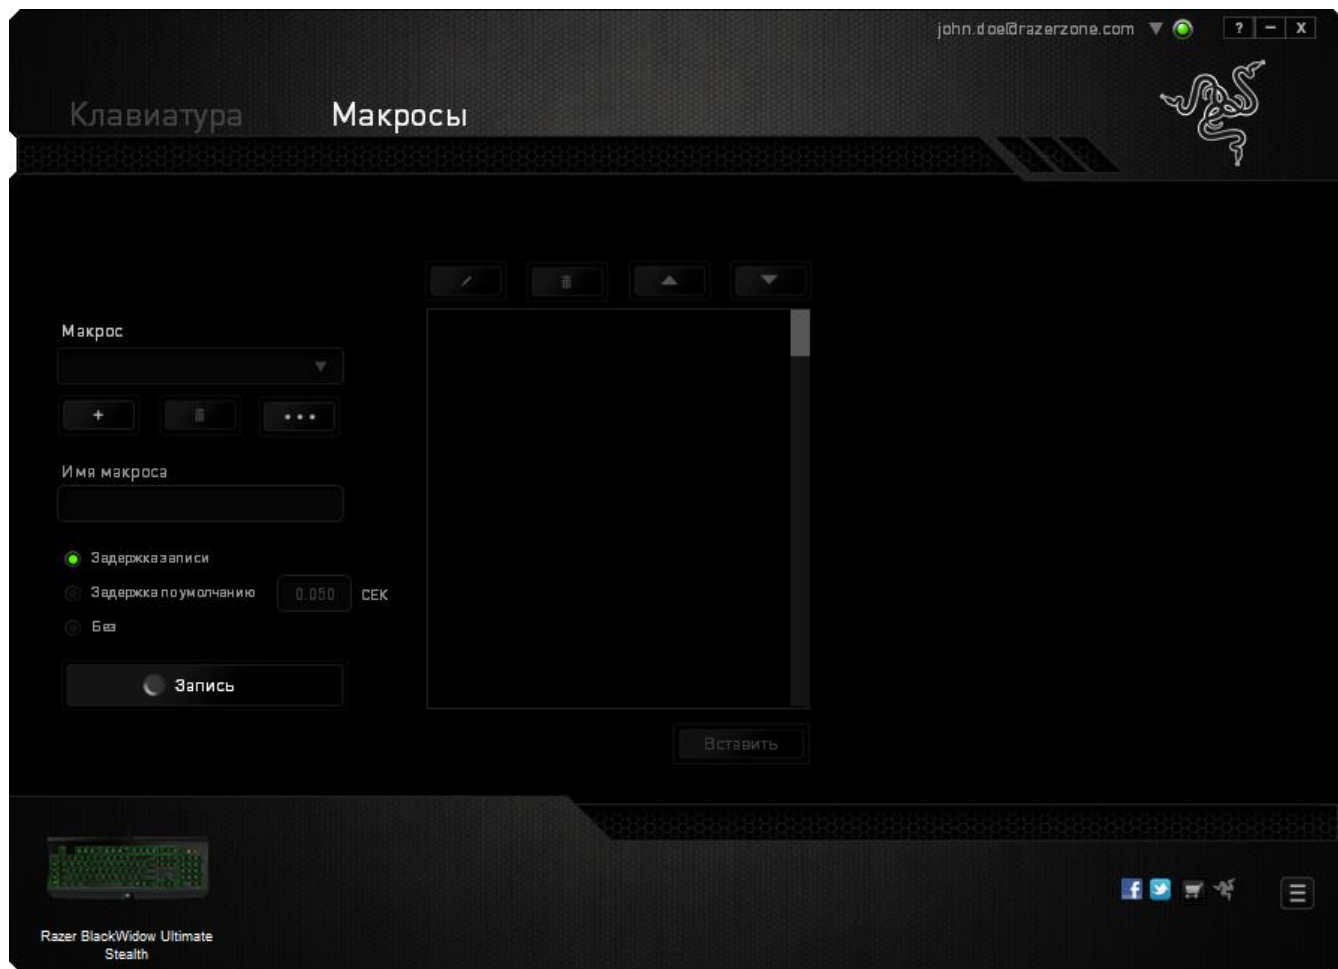 john.doe@razerzone.com
? – X
Клавиатура Макросы
Макрос
+ •••
Имя макроса
Задержка записи
Задержка по умолчанию 0.050 СЕК
Без
Запись
Вставить
Razer BlackWidow Ultimate
Stealth